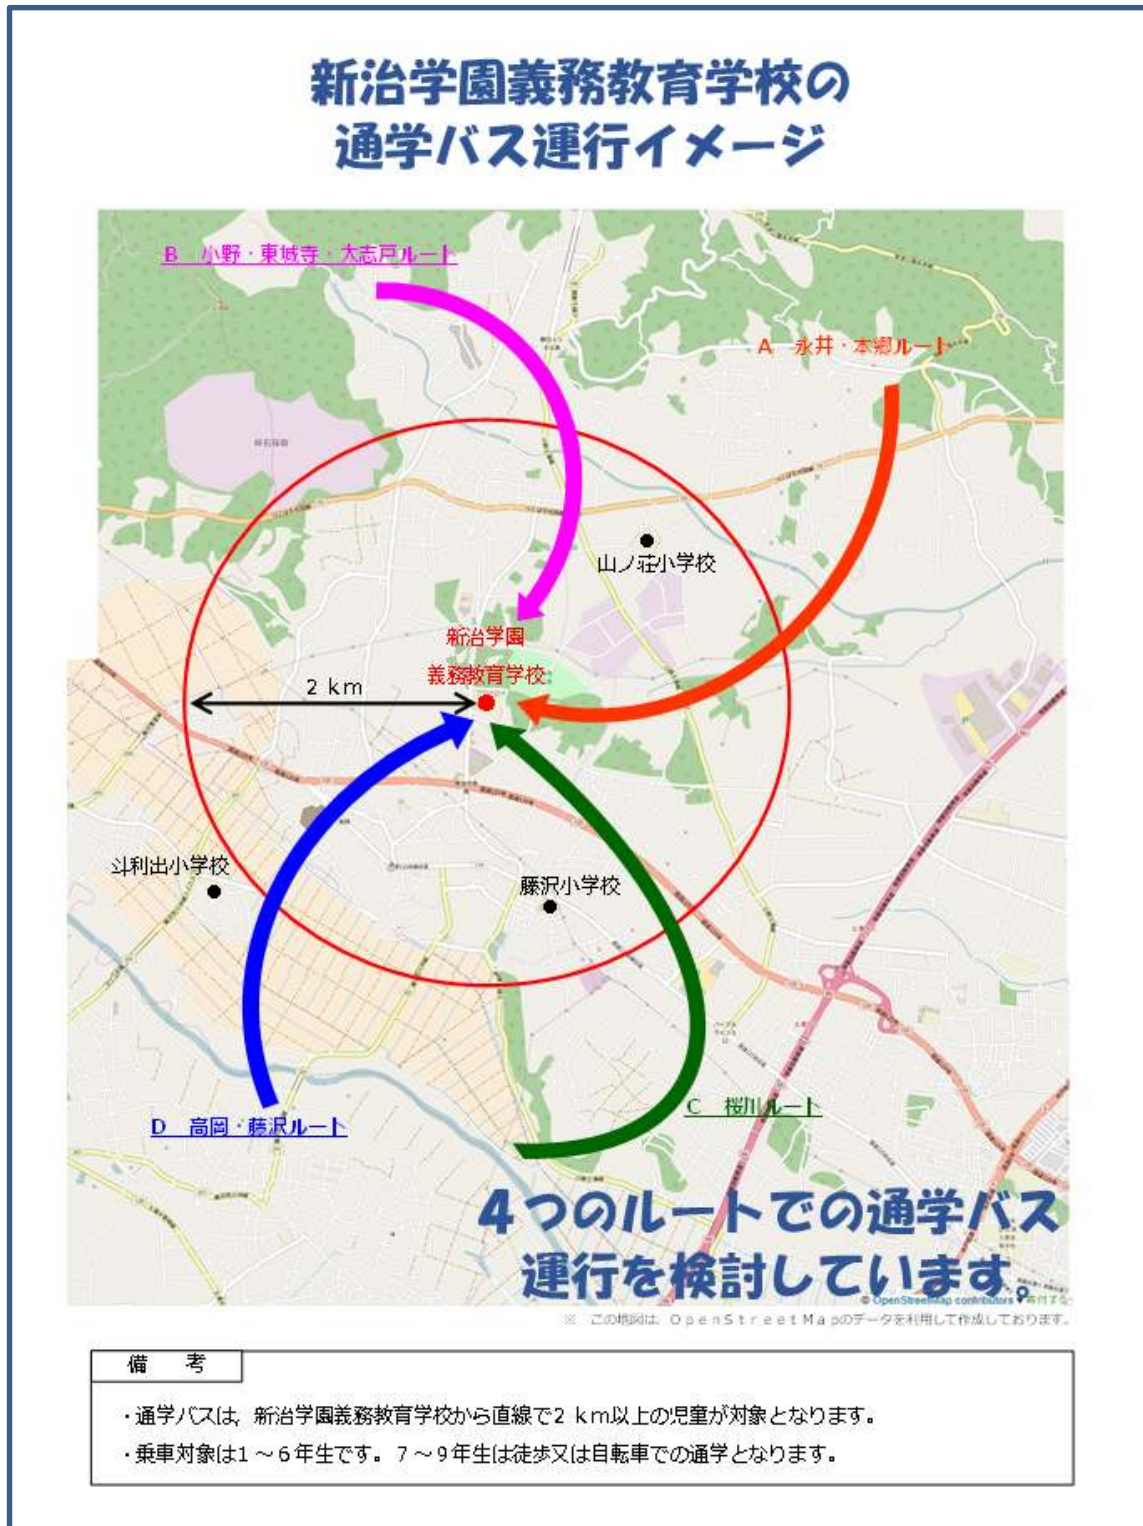 新治学園義務教育学校の
通学バス運行イメージ
B　小野・東城寺・大志戸ルート
A　永井・本郷ルート
山ノ荘小学校
新治学園
義務教育学校
2 km
斗利出小学校
藤沢小学校
C　桜川ルート
D　高岡・藤沢ルート
4つのルートでの通学バス
運行を検討しています。
© OpenStreetMap contributors 寄付する
※　この地図は、OpenStreetMapのデータを利用して作成しております。
備　考
・通学バスは、新治学園義務教育学校から直線で2 km以上の児童が対象となります。
・乗車対象は1～6年生です。7～9年生は徒歩又は自転車での通学となります。